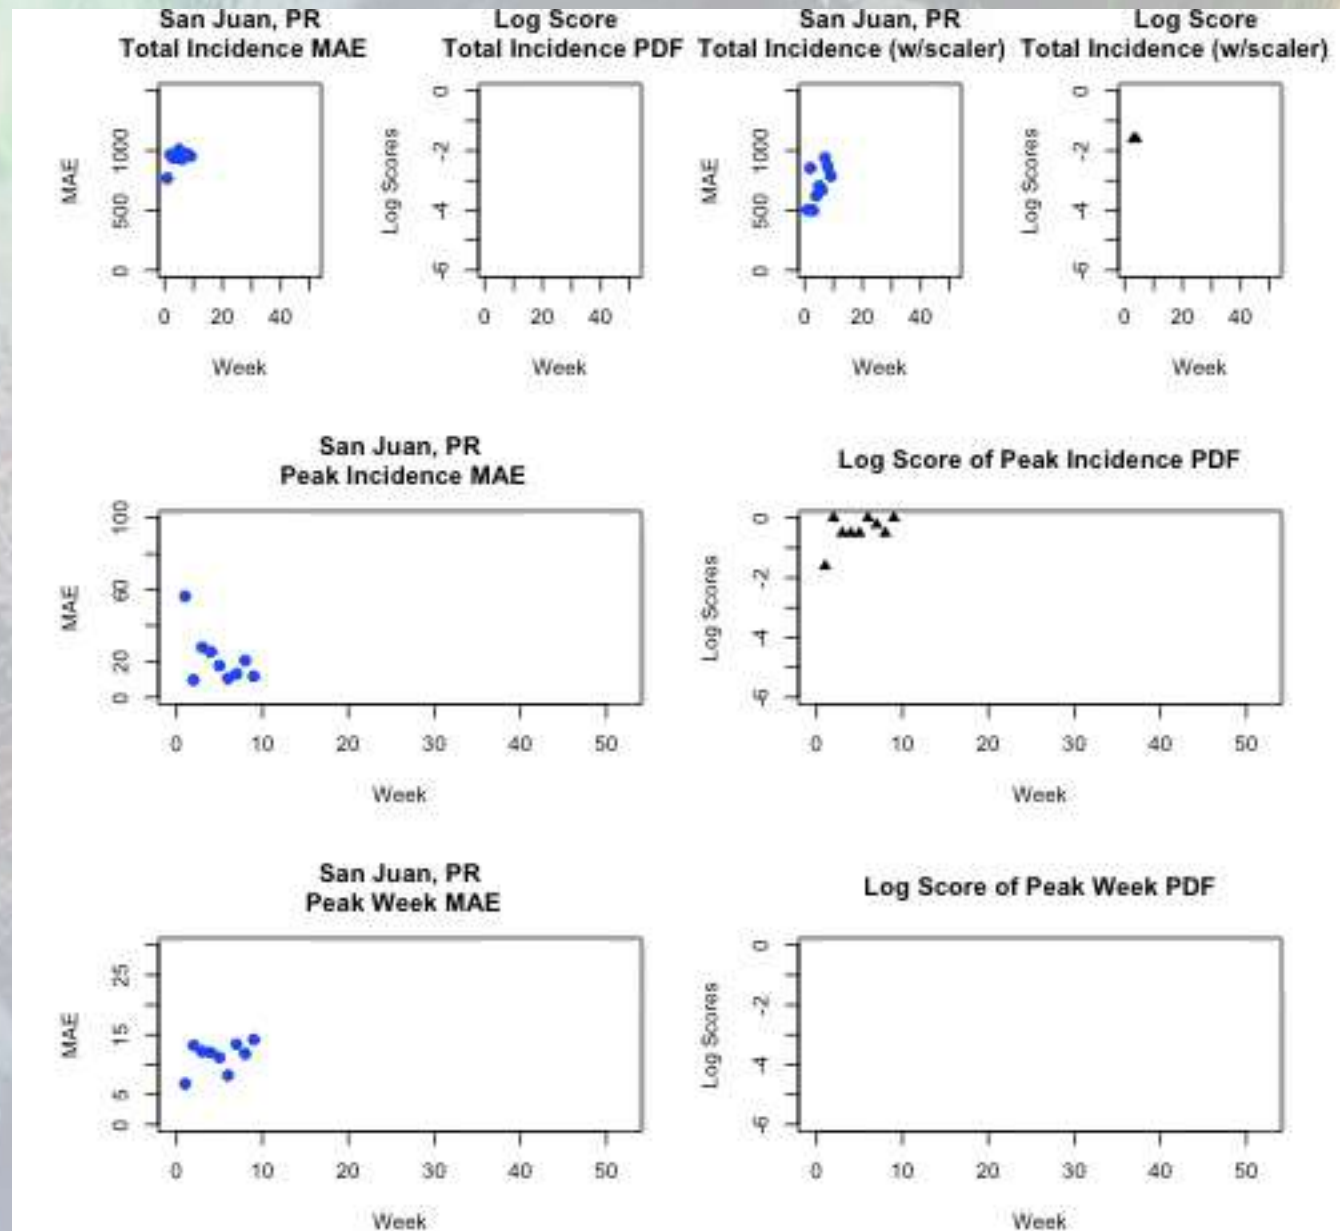 San Juan, PR
Total Incidence MAE
MAE
0 500 1000
0 20 40
Week
Log Score
Total Incidence PDF
Log Scores
0 -2 -4 -6
0 20 40
Week
San Juan, PR
Total Incidence (w/scaler)
MAE
0 500 1000
0 20 40
Week
Log Score
Total Incidence (w/scaler)
Log Scores
0 -2 -4 -6
0 20 40
Week
San Juan, PR
Peak Incidence MAE
MAE
0 20 60 100
0 10 20 30 40 50
Week
Log Score of Peak Incidence PDF
Log Scores
0 -2 -4 -6
0 10 20 30 40 50
Week
San Juan, PR
Peak Week MAE
MAE
0 5 15 25
0 10 20 30 40 50
Week
Log Score of Peak Week PDF
Log Scores
0 -2 -4 -6
0 10 20 30 40 50
Week